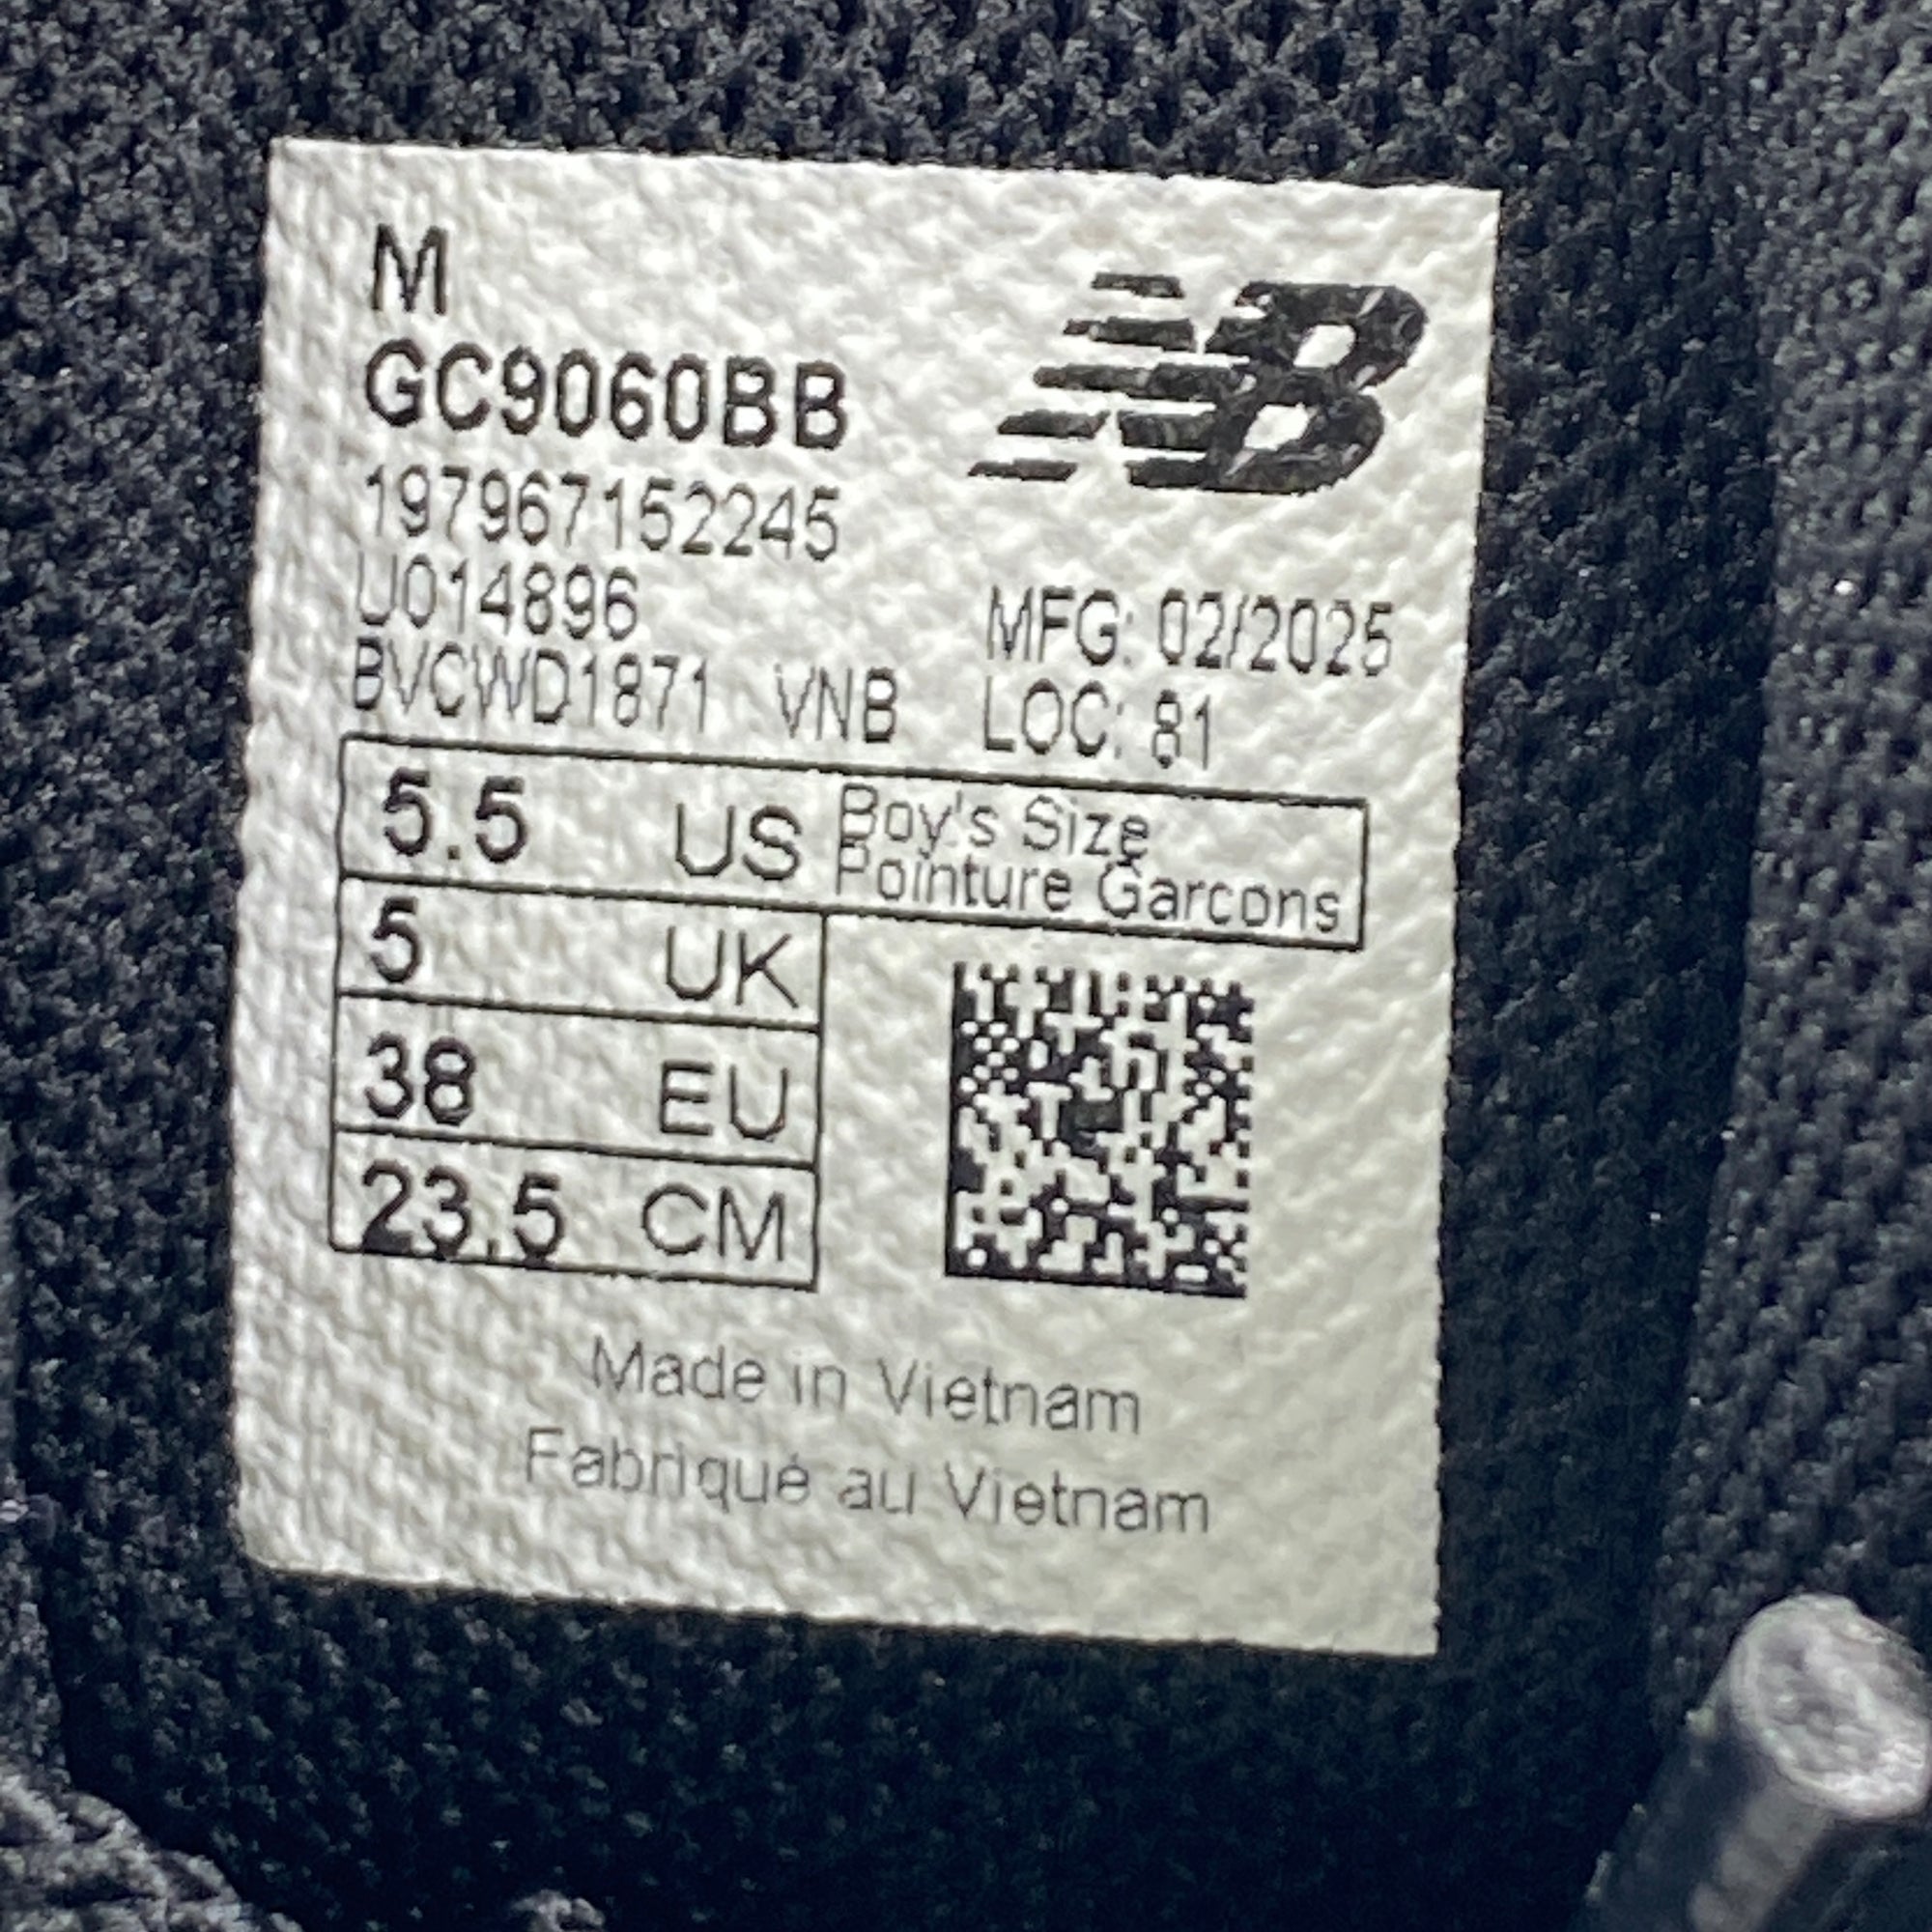 M
GC9060BB
NB
197967152245
U014896
MFG: 02/2025
BVCWD1871 VNB LOC: 81
5.5 US Boy's Size
Pointure Garcons
5 UK
38 EU
23.5 CM
Made in Vietnam
Fabriqué au Vietnam